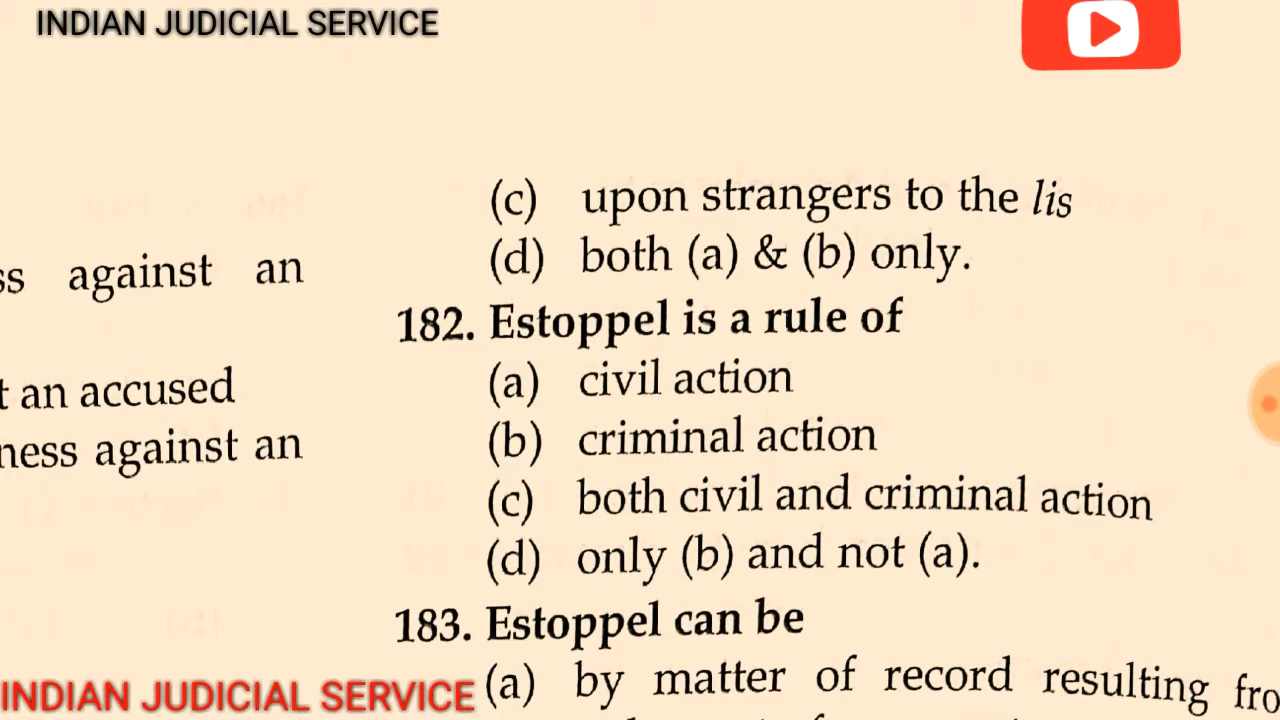 INDIAN JUDICIAL SERVICE
against an
an accused
against an
(c) upon strangers to the lis
(d) both (a) & (b) only.
182. Estoppel is a rule of
(a) civil action
(b) criminal action
(c) both civil and criminal action
(d) only (b) and not (a).
183. Estoppel can be
(a) by matter of record resulting
INDIAN JUDICIAL SERVICE